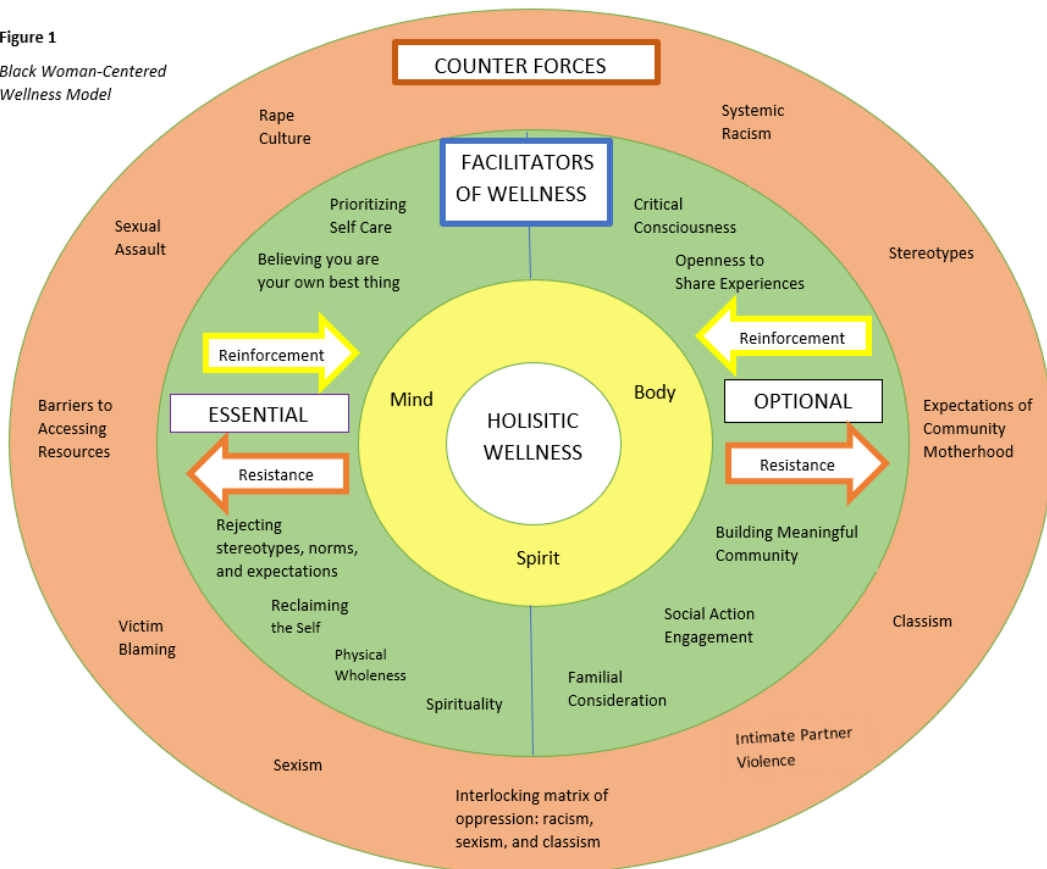 Figure 1
Black Woman-Centered
Wellness Model
COUNTER FORCES
Rape
Culture
Systemic
Racism
FACILITATORS
OF WELLNESS
Prioritizing
Self Care
Critical
Consciousness
Sexual
Assault
Stereotypes
Believing you are
your own best thing
Openness to
Share Experiences
Reinforcement
Reinforcement
Mind
Body
ESSENTIAL
OPTIONAL
Barriers to
Accessing
Resources
HOLISITIC
WELLNESS
Expectations of
Community
Motherhood
Resistance
Resistance
Rejecting
stereotypes, norms,
and expectations
Building Meaningful
Community
Spirit
Reclaiming
the Self
Social Action
Engagement
Victim
Blaming
Classism
Physical
Wholeness
Familial
Consideration
Spirituality
Intimate Partner
Violence
Sexism
Interlocking matrix of
oppression: racism,
sexism, and classism